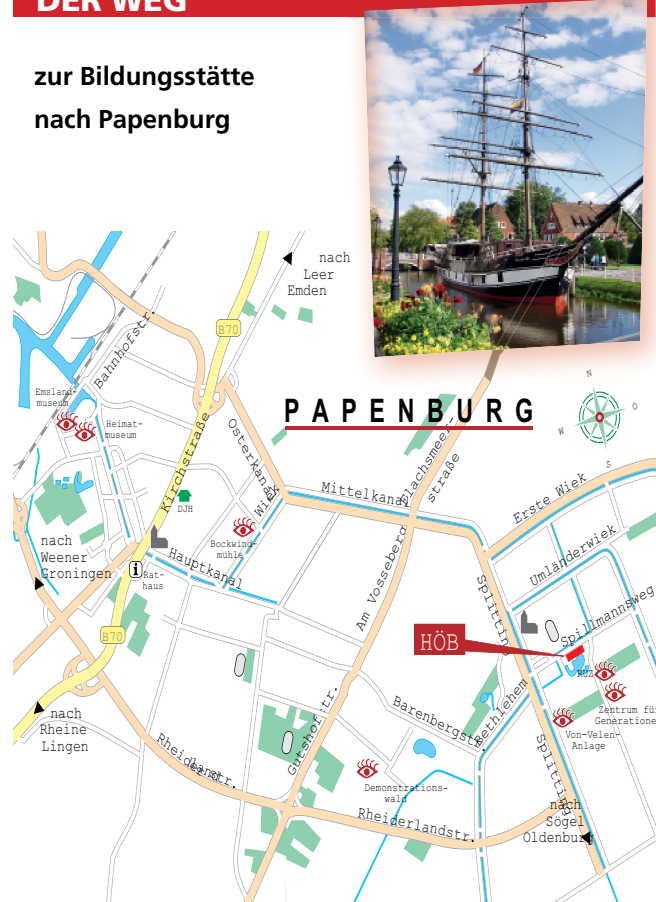 DER WEG
zur Bildungsstätte
nach Papenburg
nach
Leer
Emden
B70
Bahnhofstr.
Emsland-
museum
Heimat-
museum
Kirchstraße
Osterkanal
PAPENBURG
N
O
W
S
Flachsmeer-
straße
Mittelkanal
Erste Wiek
Wiek
DJH
Bockwind-
mühle
nach
Weener
Groningen
i
Rat-
haus
Hauptkanal
Am Vosseberg
Umländerwiek
Splitting
Spillmannsweg
HÖB
B70
RUZ
Zentrum für
Generatione
Von-Velen-
Anlage
Bethlehem
Barenbergstr.
Gutshofstr.
nach
Rheine
Lingen
Demonstrations-
wald
Rheiderlandstr.
Splitting
nach
Sögel
Oldenburg